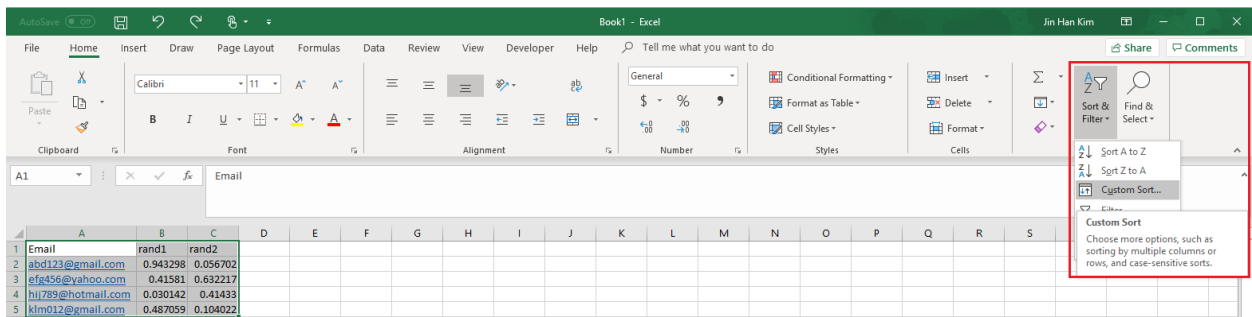 AutoSave Off Book1 - Excel Jin Han Kim
File Home Insert Draw Page Layout Formulas Data Review View Developer Help Tell me what you want to do Share Comments
Paste
Clipboard
Calibri 11 A^ A˅
B I U A
Font
ab
Alignment
General
$ % 9
.00 .00
Number
Conditional Formatting
Format as Table
Cell Styles
Styles
Insert
Delete
Format
Cells
Σ
Sort & Filter
Find & Select
Sort A to Z
Sort Z to A
Custom Sort...
Filter
Custom Sort
Choose more options, such as
sorting by multiple columns or
rows, and case-sensitive sorts.
A1 fx Email
A B C D E F G H I J K L M N O P Q R S
1 Email rand1 rand2
2 abd123@gmail.com 0.943298 0.056702
3 efg456@yahoo.com 0.41581 0.632217
4 hij789@hotmail.com 0.030142 0.41433
5 klm012@gmail.com 0.487059 0.104022